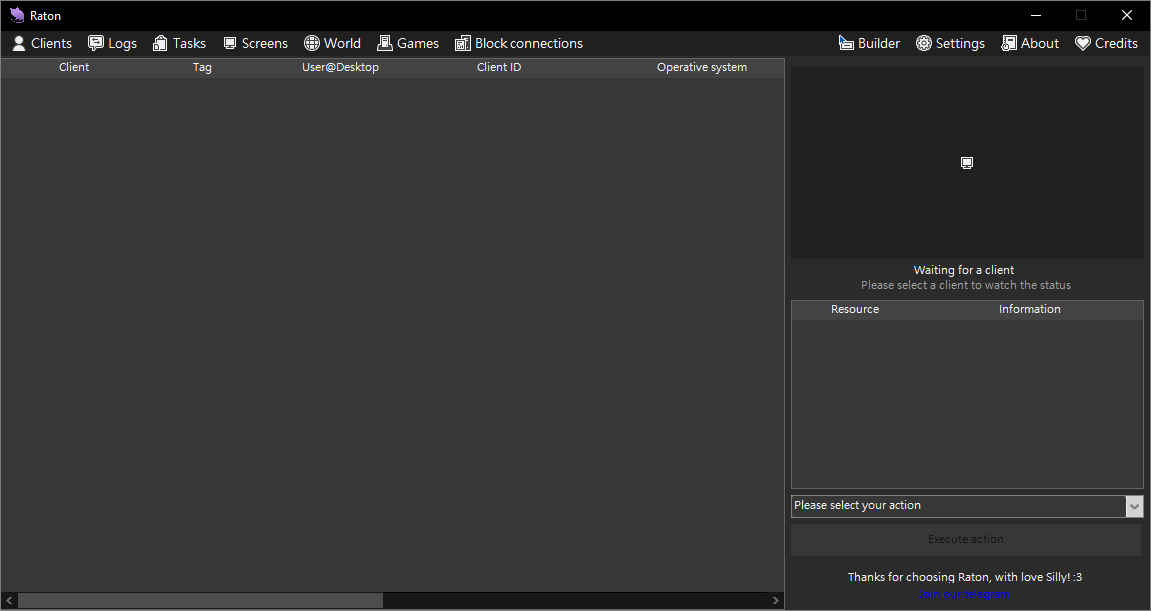 Raton
Clients Logs Tasks Screens World Games Block connections Builder Settings About Credits
Client Tag User@Desktop Client ID Operative system
Waiting for a client
Please select a client to watch the status
Resource Information
Please select your action
Execute action
Thanks for choosing Raton, with love Silly! :3
Join our telegram